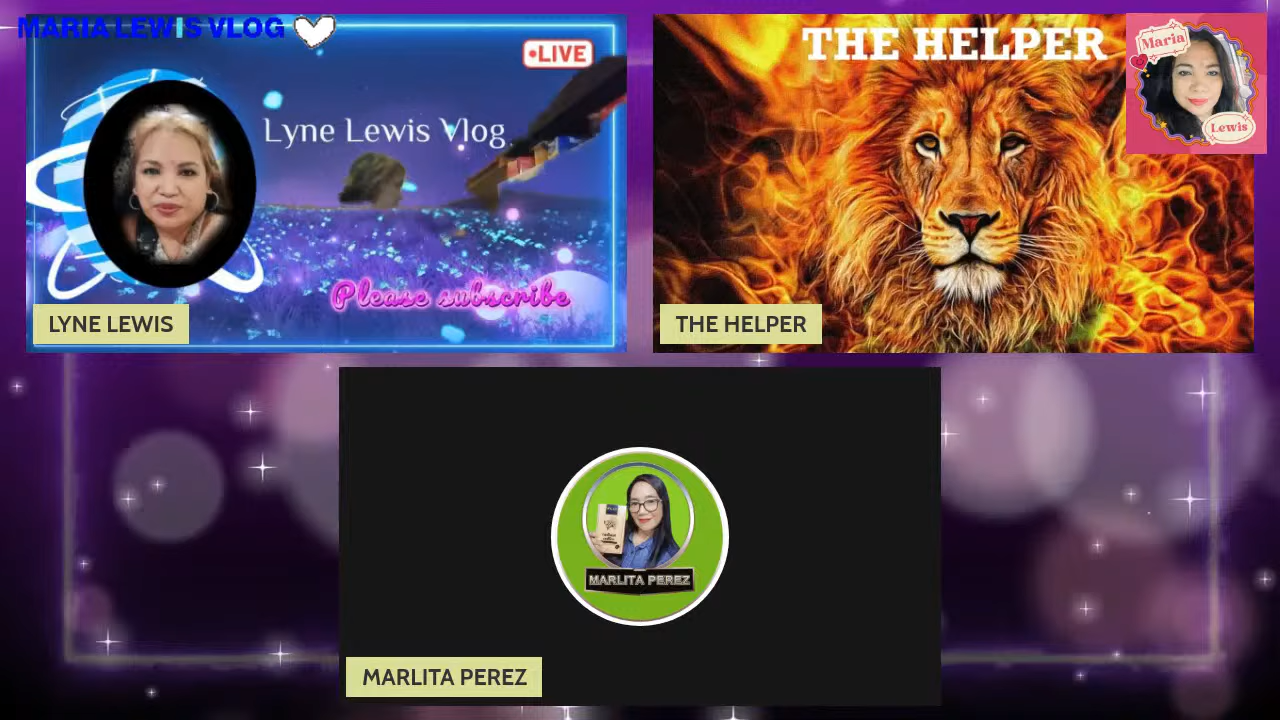 MARIA LEWIS VLOG
LIVE
Lyne Lewis Vlog
Please subscribe
LYNE LEWIS
THE HELPER
Maria
Lewis
THE HELPER
MARLITA PEREZ
MARLITA PEREZ